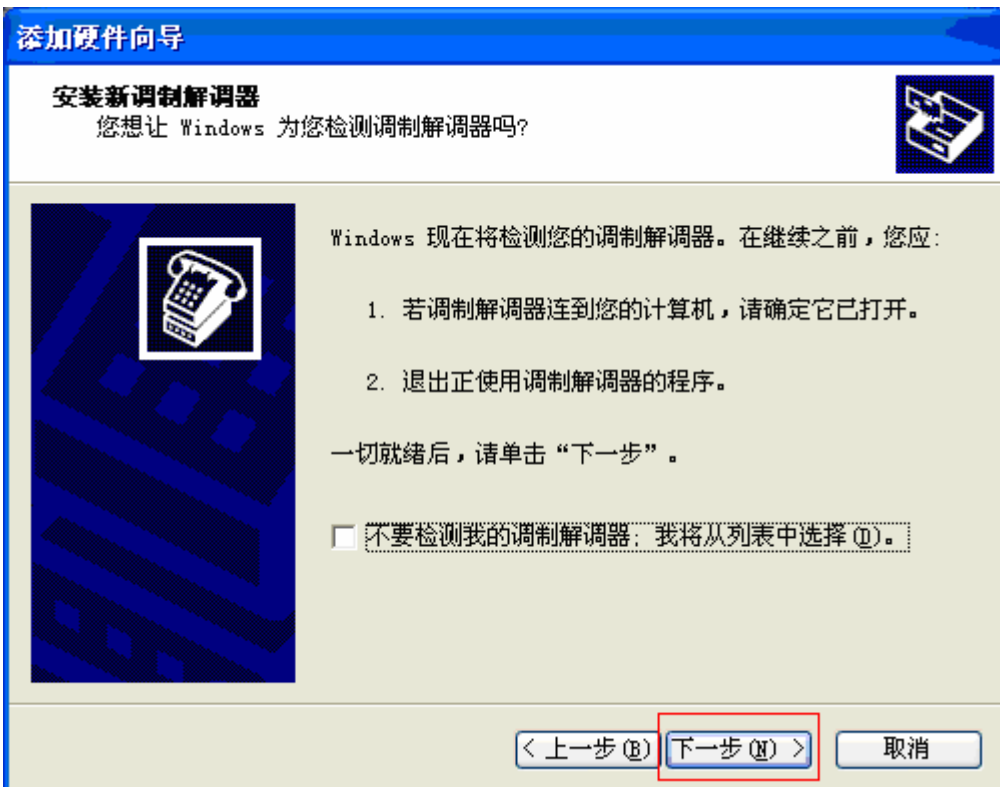 添加硬件向导
安装新调制解调器
您想让 Windows 为您检测调制解调器吗?
Windows 现在将检测您的调制解调器。在继续之前，您应:
1. 若调制解调器连到您的计算机，请确定它已打开。
2. 退出正使用调制解调器的程序。
一切就绪后，请单击“下一步”。
不要检测我的调制解调器; 我将从列表中选择(D)。
< 上一步(B) 下一步(N) > 取消